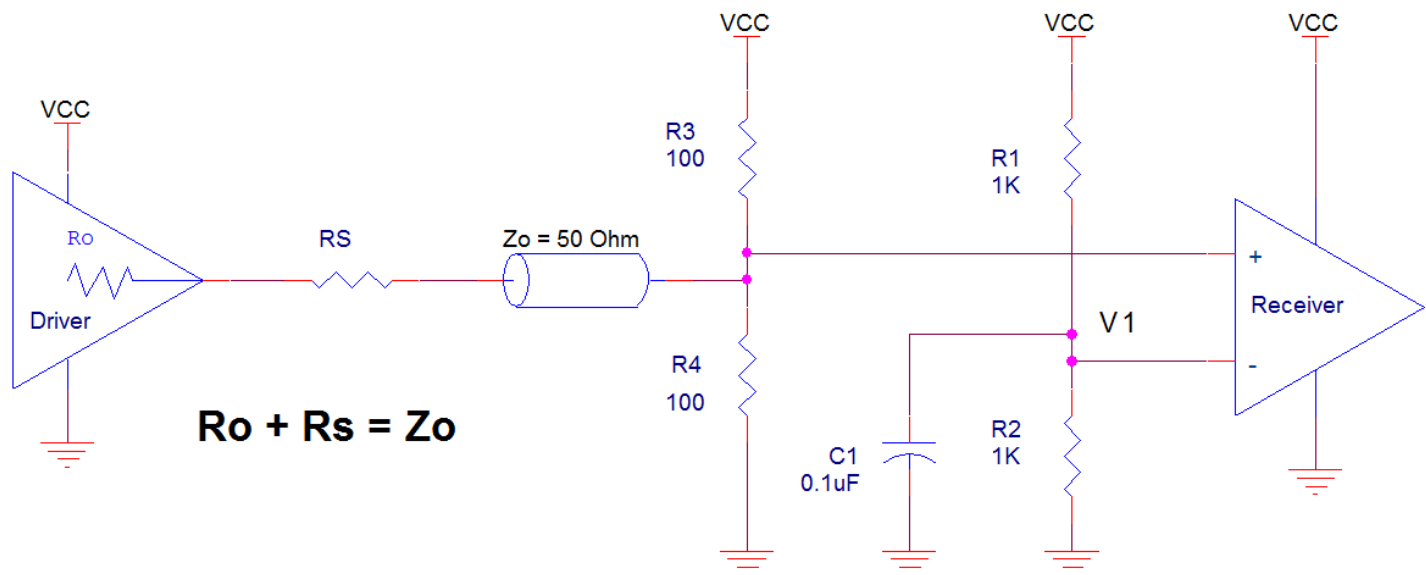 VCC
VCC
VCC
VCC
R3
100
R1
1K
Ro
RS
Zo = 50 Ohm
+
Driver
Receiver
V1
-
R4
100
Ro + Rs = Zo
R2
1K
C1
0.1uF